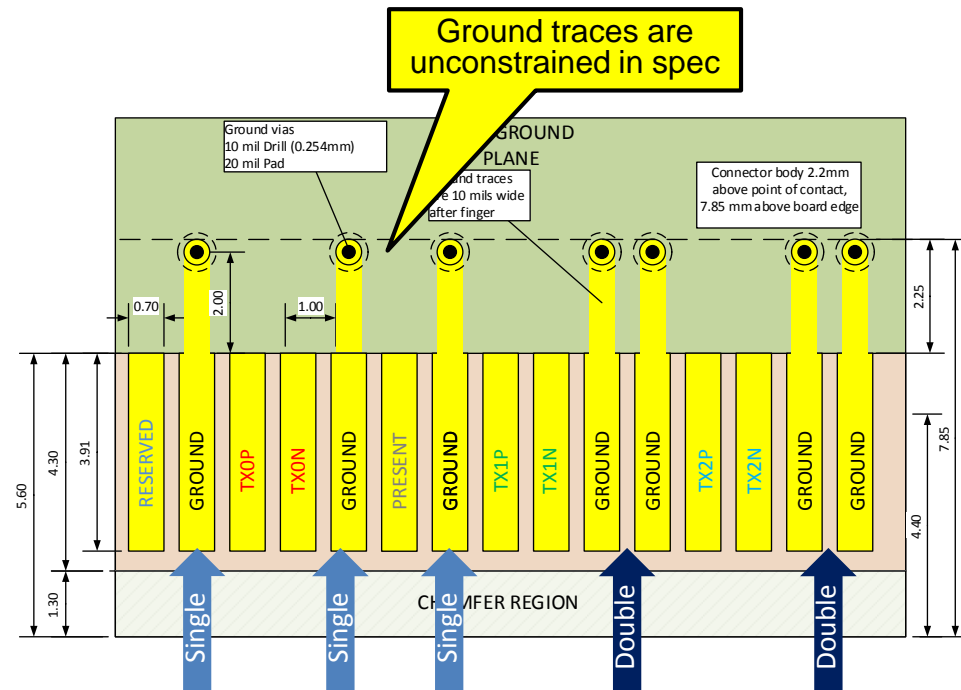 Ground traces are
unconstrained in spec
Ground vias
10 mil Drill (0.254mm)
20 mil Pad
GROUND
PLANE
nd traces
e 10 mils wide
after finger
Connector body 2.2mm
above point of contact,
7.85 mm above board edge
0.70
2.00
1.00
2.25
5.60
4.30
3.91
1.30
7.85
4.40
RESERVED
GROUND
TX0P
TX0N
GROUND
PRESENT
GROUND
TX1P
TX1N
GROUND
GROUND
TX2P
TX2N
GROUND
GROUND
CH MFER REGION
Single
Single
Single
Double
Double